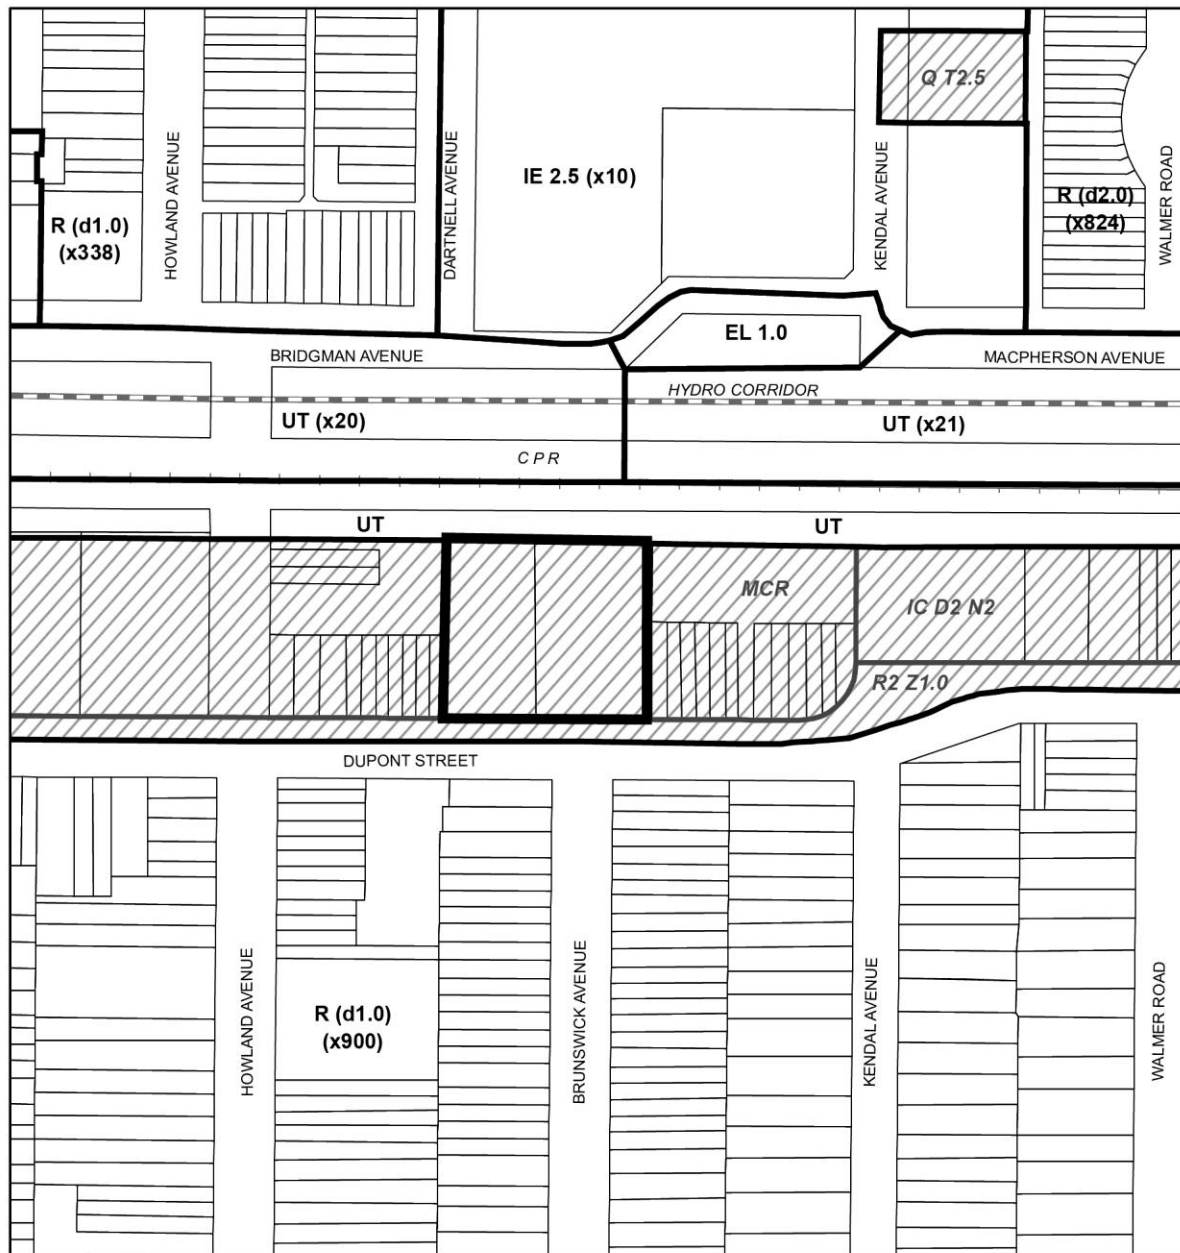 Q T2.5
HOWLAND AVENUE
DARTNELL AVENUE
IE 2.5 (x10)
KENDAL AVENUE
R (d2.0)
(x824)
WALMER ROAD
R (d1.0)
(x338)
EL 1.0
BRIDGMAN AVENUE
MACPHERSON AVENUE
HYDRO CORRIDOR
UT (x20)
UT (x21)
C P R
UT
UT
MCR
IC D2 N2
R2 Z1.0
DUPONT STREET
HOWLAND AVENUE
R (d1.0)
(x900)
BRUNSWICK AVENUE
KENDAL AVENUE
WALMER ROAD